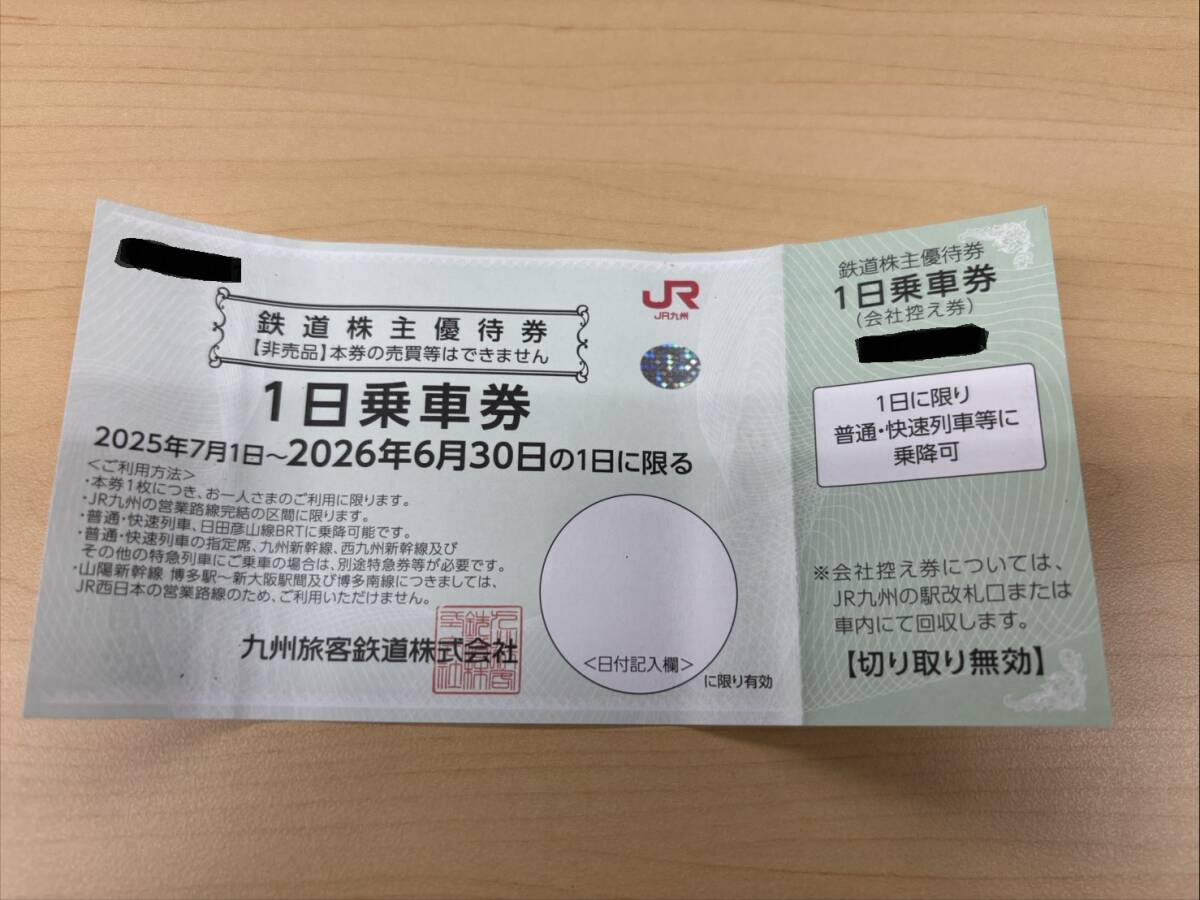 鉄道株主優待券
【非売品】本券の売買等はできません
1日乗車券
2025年7月1日～2026年6月30日の1日に限る
＜ご利用方法＞
・本券1枚につき、お一人さまのご利用に限ります。
・JR九州の営業路線完結の区間に限ります。
・普通・快速列車、日田彦山線BRTに乗降可能です。
・普通・快速列車の指定席、九州新幹線、西九州新幹線及び
その他の特急列車にご乗車の場合は、別途特急券等が必要です。
・山陽新幹線 博多駅～新大阪駅間及び博多南線につきましては、
JR西日本の営業路線のため、ご利用いただけません。
九州旅客鉄道株式会社
JR
JR九州
＜日付記入欄＞
に限り有効
鉄道株主優待券
1日乗車券
(会社控え券)
1日に限り
普通・快速列車等に
乗降可
※会社控え券については、
JR九州の駅改札口または
車内にて回収します。
【切り取り無効】